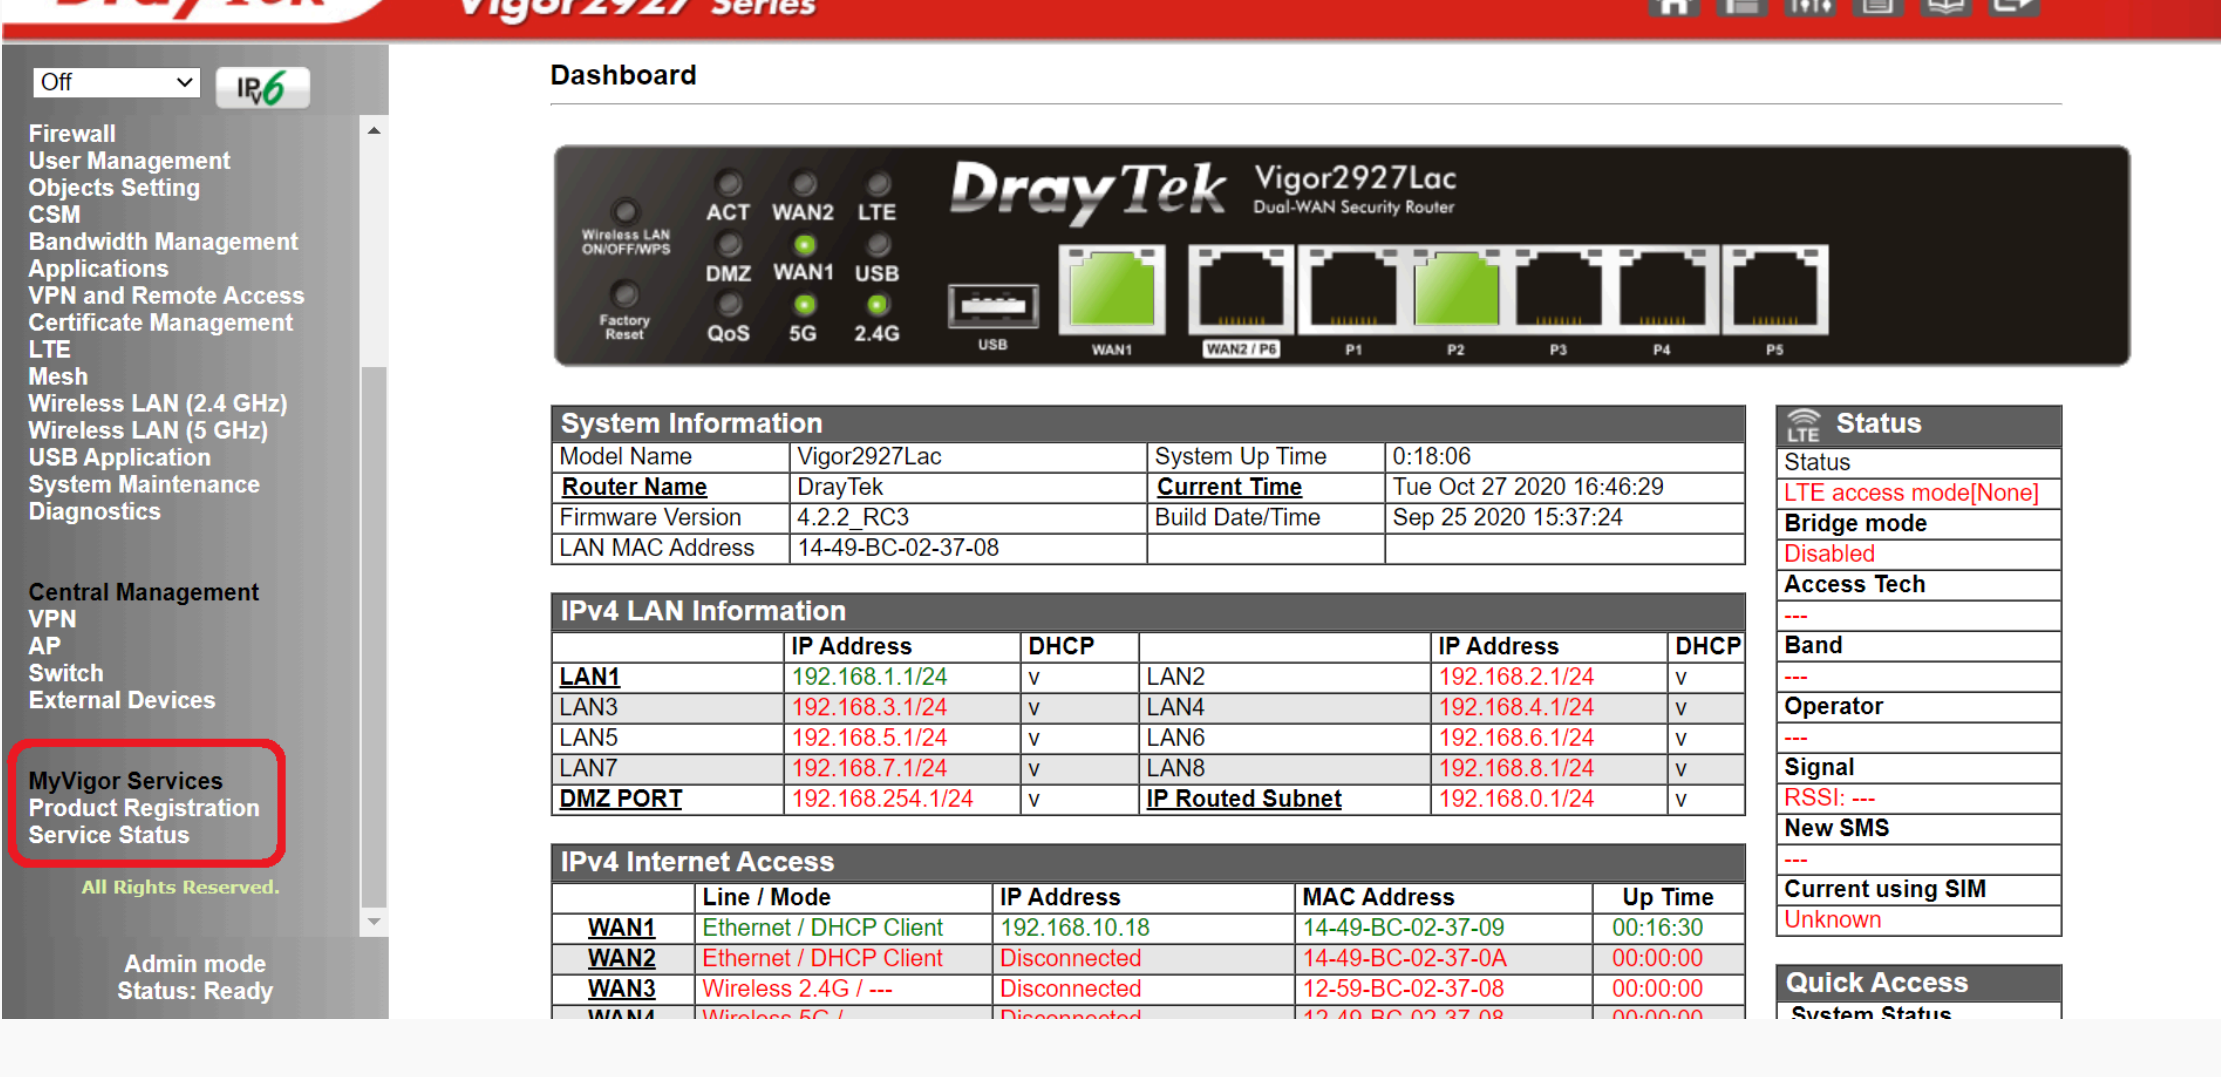 DrayTek Vigor2927 Series
Off IPv6
Firewall
User Management
Objects Setting
CSM
Bandwidth Management
Applications
VPN and Remote Access
Certificate Management
LTE
Mesh
Wireless LAN (2.4 GHz)
Wireless LAN (5 GHz)
USB Application
System Maintenance
Diagnostics
Central Management
VPN
AP
Switch
External Devices
MyVigor Services
Product Registration
Service Status
All Rights Reserved.
Admin mode
Status: Ready
Dashboard
DrayTek Vigor2927Lac
Dual-WAN Security Router
Wireless LAN
ON/OFF/WPS
Factory
Reset
ACT WAN2 LTE
DMZ WAN1 USB
QoS 5G 2.4G
USB WAN1 WAN2 / P6 P1 P2 P3 P4 P5
System Information
Model Name Vigor2927Lac System Up Time 0:18:06
Router Name DrayTek Current Time Tue Oct 27 2020 16:46:29
Firmware Version 4.2.2_RC3 Build Date/Time Sep 25 2020 15:37:24
LAN MAC Address 14-49-BC-02-37-08
IPv4 LAN Information
IP Address DHCP IP Address DHCP
LAN1 192.168.1.1/24 v LAN2 192.168.2.1/24 v
LAN3 192.168.3.1/24 v LAN4 192.168.4.1/24 v
LAN5 192.168.5.1/24 v LAN6 192.168.6.1/24 v
LAN7 192.168.7.1/24 v LAN8 192.168.8.1/24 v
DMZ PORT 192.168.254.1/24 v IP Routed Subnet 192.168.0.1/24 v
IPv4 Internet Access
Line / Mode IP Address MAC Address Up Time
WAN1 Ethernet / DHCP Client 192.168.10.18 14-49-BC-02-37-09 00:16:30
WAN2 Ethernet / DHCP Client Disconnected 14-49-BC-02-37-0A 00:00:00
WAN3 Wireless 2.4G / --- Disconnected 12-59-BC-02-37-08 00:00:00
WAN4 Wireless 5G / Disconnected 12-49-BC-02-37-08 00:00:00
LTE Status
Status
LTE access mode[None]
Bridge mode
Disabled
Access Tech
---
Band
---
Operator
---
Signal
RSSI: ---
New SMS
---
Current using SIM
Unknown
Quick Access
System Status